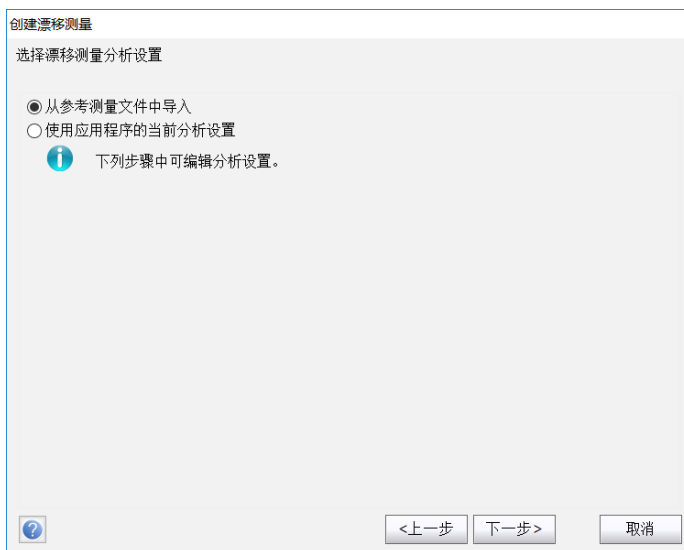 创建漂移测量
选择漂移测量分析设置
从参考测量文件中导入
使用应用程序的当前分析设置
下列步骤中可编辑分析设置。
<上一步 下一步> 取消